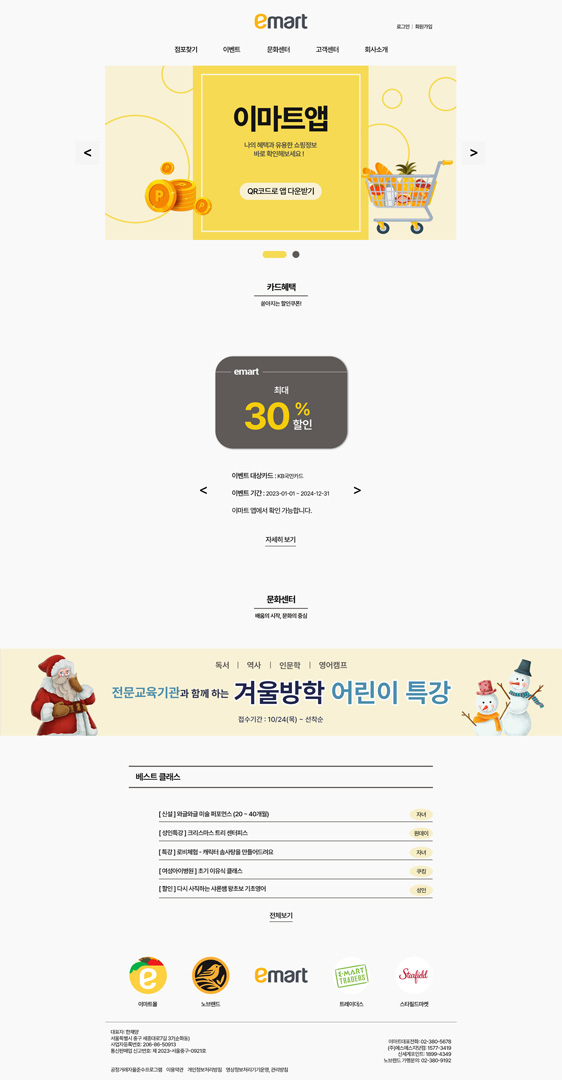 emart
로그인 | 회원가입
점포찾기 이벤트 문화센터 고객센터 회사소개
이마트앱
나의 혜택과 유용한 쇼핑정보
바로 확인해보세요 !
QR코드로 앱 다운받기
< >
P P P
카드혜택
쏟아지는 할인쿠폰!
emart
최대
30 %
할인
이벤트 대상카드 : KB국민카드
이벤트 기간 : 2023-01-01 ~ 2024-12-31
< >
이마트 앱에서 확인 가능합니다.
자세히 보기
문화센터
배움의 시작, 문화의 중심
독서 | 역사 | 인문학 | 영어캠프
전문교육기관과 함께 하는 겨울방학 어린이 특강
접수기간 : 10/24(목) ~ 선착순
베스트 클래스
[ 신설 ] 와글와글 미술 퍼포먼스 (20 ~ 40개월) 자녀
[ 성인특강 ] 크리스마스 트리 센터피스 원데이
[ 특강 ] 로비체험 - 캐릭터 솜사탕을 만들어드려요 자녀
[ 여성아이병원 ] 초기 이유식 클래스 쿠킹
[ 할인 ] 다시 시작하는 샤론쌤 왕초보 기초영어 성인
전체보기
e emart E·MART TRADERS Starfield
이마트몰 노브랜드 트레이더스 스타필드마켓
대표자: 한채양
서울특별시 중구 세종대로7길 37(순화동)
사업자등록번호: 206-86-50913
통신판매업 신고번호: 제 2023-서울중구-0921호
이마트대표전화: 02-380-5678
(주)에스에스지닷컴: 1577-3419
신세계포인트: 1899-4349
노브랜드 가맹문의: 02-380-9192
공정거래자율준수프로그램 이용약관 개인정보처리방침 영상정보처리기기운영, 관리방침